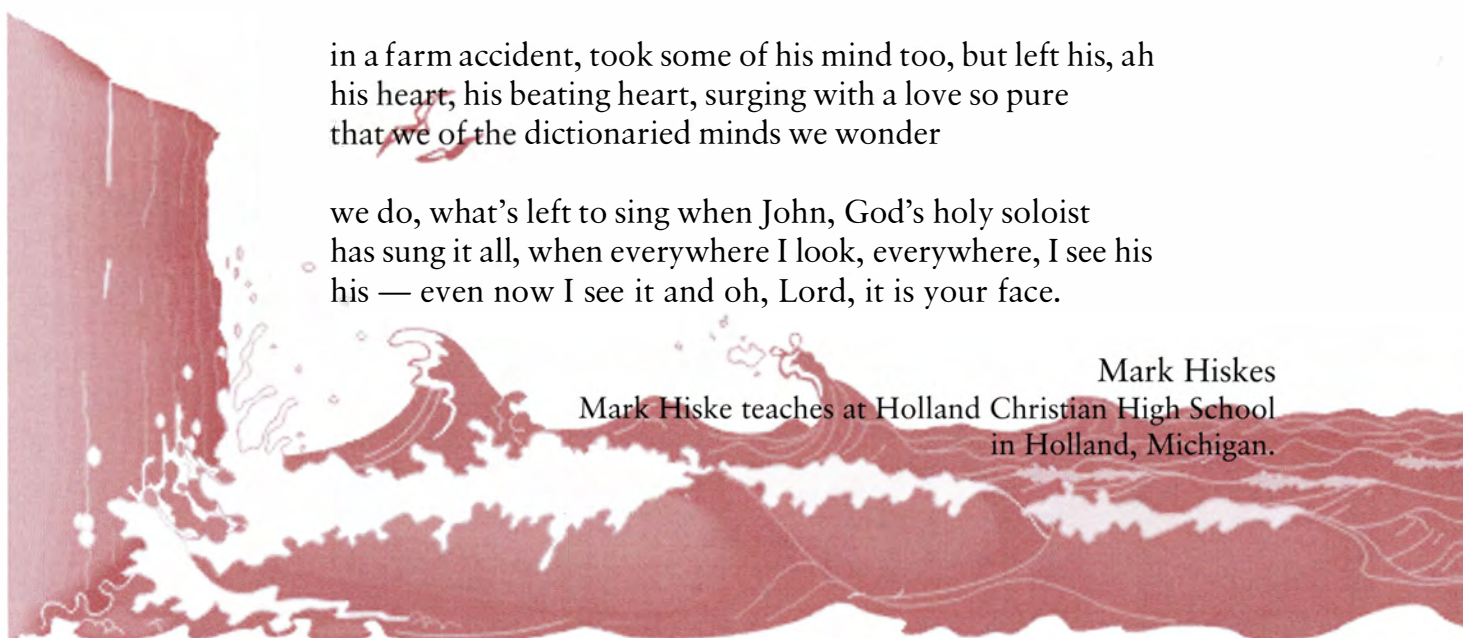 in a farm accident, took some of his mind too, but left his, ah
his heart, his beating heart, surging with a love so pure
that we of the dictionaried minds we wonder
we do, what's left to sing when John, God's holy soloist
has sung it all, when everywhere I look, everywhere, I see his
his — even now I see it and oh, Lord, it is your face.
Mark Hiskes
Mark Hiske teaches at Holland Christian High School
in Holland, Michigan.